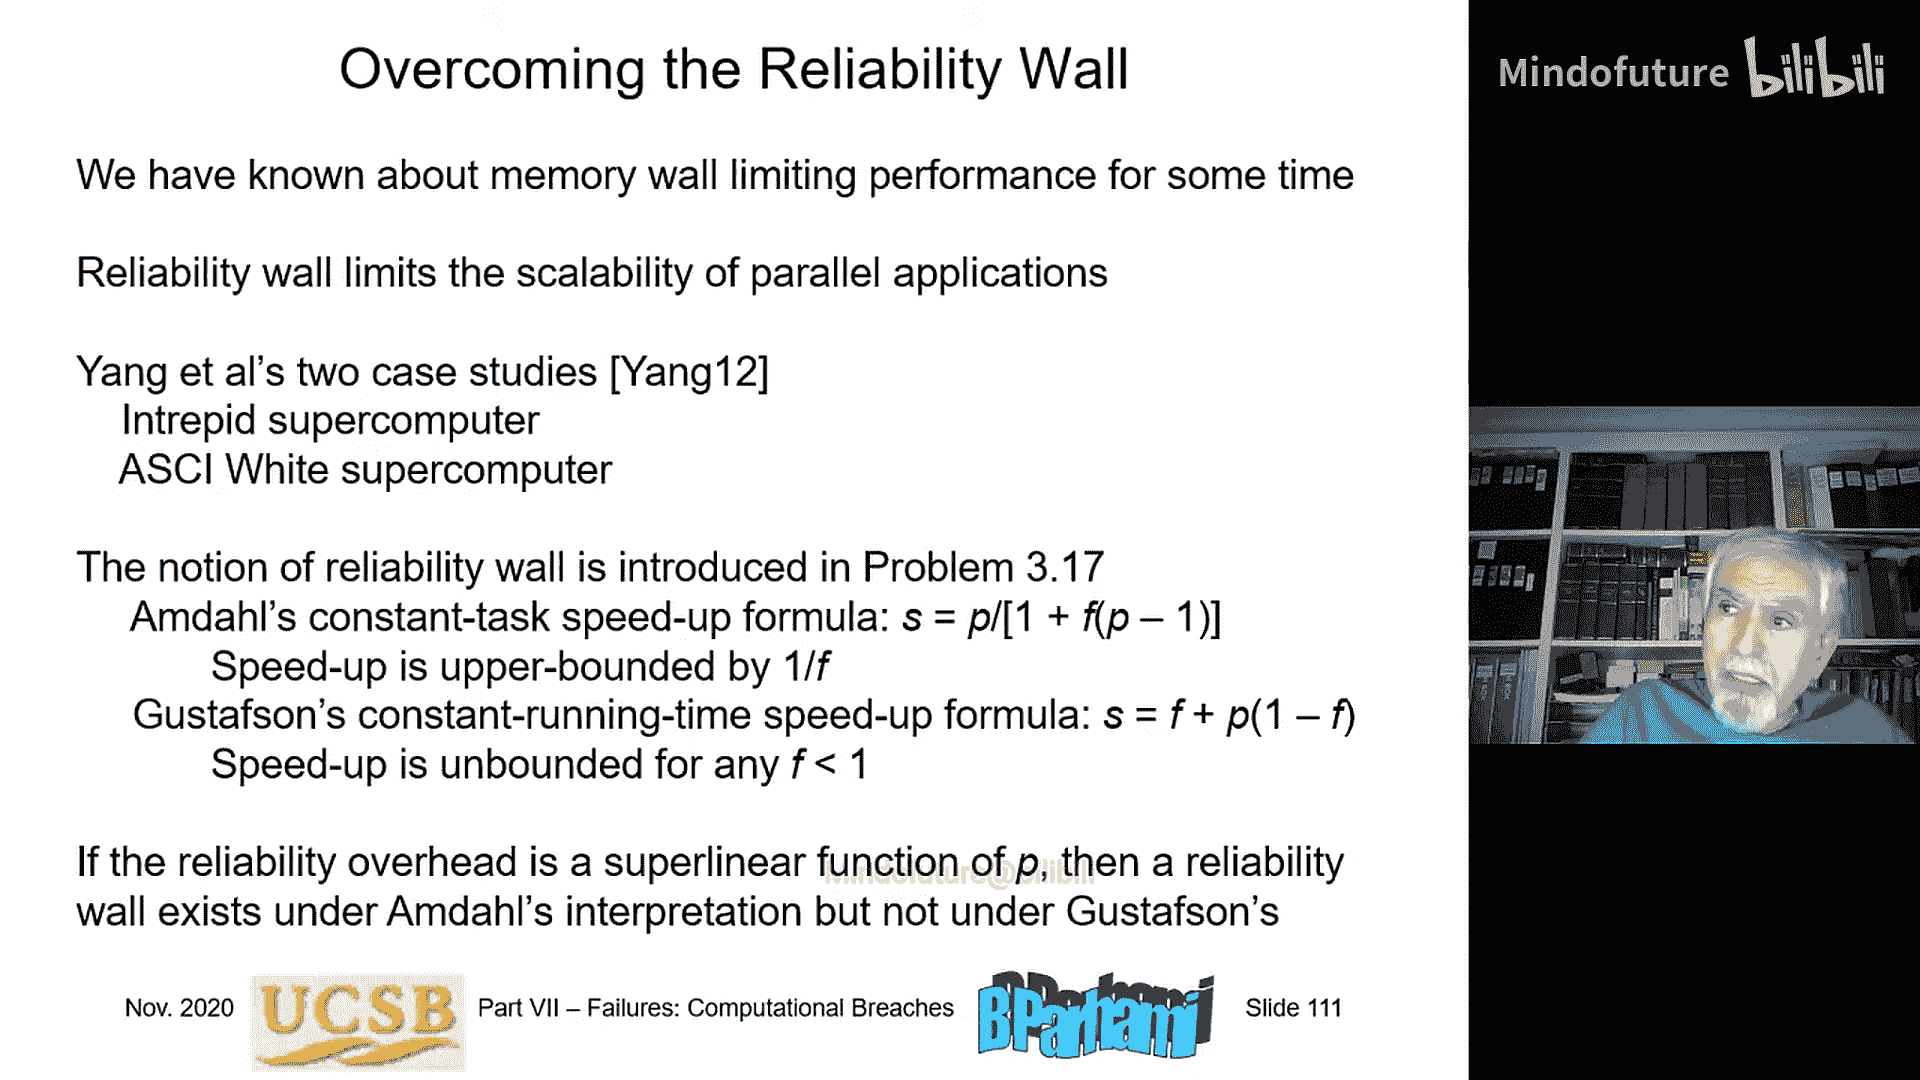 Overcoming the Reliability Wall
Mindofuture bilibili
We have known about memory wall limiting performance for some time
Reliability wall limits the scalability of parallel applications
Yang et al’s two case studies [Yang12]
Intrepid supercomputer
ASCI White supercomputer
The notion of reliability wall is introduced in Problem 3.17
Amdahl’s constant-task speed-up formula: s = p/[1 + f(p – 1)]
Speed-up is upper-bounded by 1/f
Gustafson’s constant-running-time speed-up formula: s = f + p(1 – f)
Speed-up is unbounded for any f < 1
If the reliability overhead is a superlinear function of p, then a reliability
Mindofuture@bilibili
wall exists under Amdahl’s interpretation but not under Gustafson’s
Nov. 2020 UCSB Part VII – Failures: Computational Breaches B Parhami Slide 111